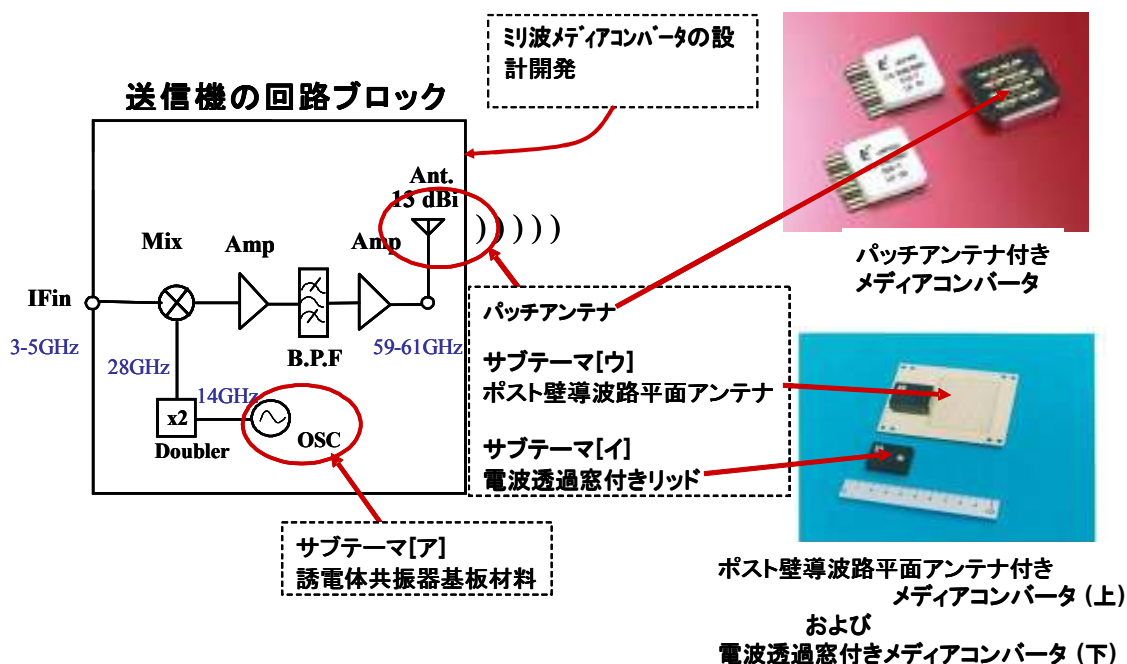 ミリ波メディアコンバータの設
計開発
送信機の回路ブロック
Ant.
15 dBi
Mix
Amp
Amp
)))))
IFin
3-5GHz
28GHz
B.P.F
59-61GHz
14GHz
x2
Doubler
OSC
パッチアンテナ
サブテーマ[ウ]
ポスト壁導波路平面アンテナ
サブテーマ[イ]
電波透過窓付きリッド
サブテーマ[ア]
誘電体共振器基板材料
パッチアンテナ付き
メディアコンバータ
ポスト壁導波路平面アンテナ付き
メディアコンバータ (上)
および
電波透過窓付きメディアコンバータ (下)